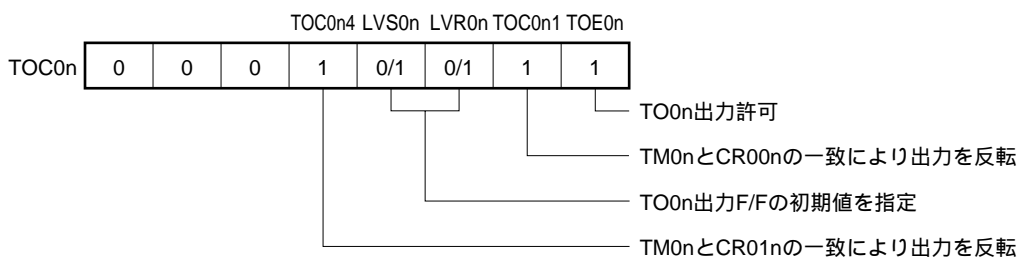 TOC0n4 LVS0n LVR0n TOC0n1 TOE0n
TOC0n 0 0 0 1 0/1 0/1 1 1
TO0n出力許可
TM0nとCR00nの一致により出力を反転
TO0n出力F/Fの初期値を指定
TM0nとCR01nの一致により出力を反転